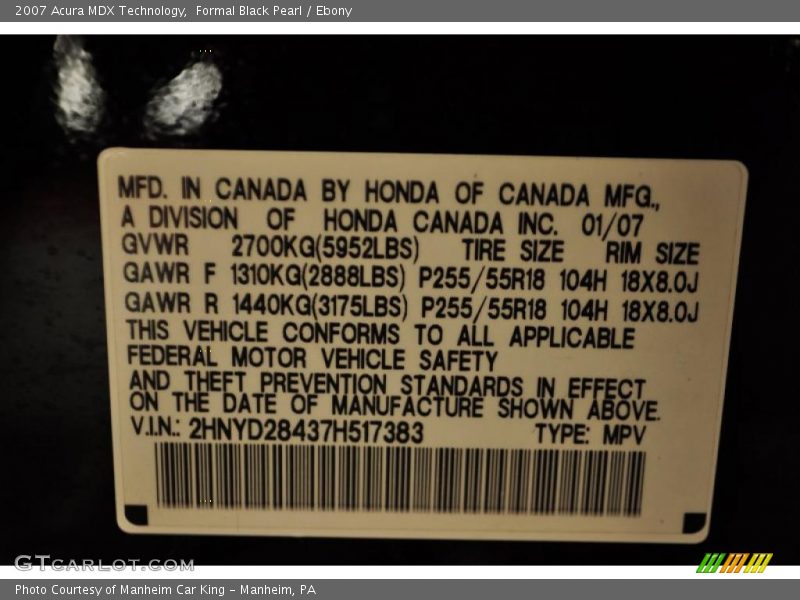 2007 Acura MDX Technology,  Formal Black Pearl / Ebony
MFD. IN CANADA BY HONDA OF CANADA MFG.,
A DIVISION OF HONDA CANADA INC. 01/07
GVWR 2700KG(5952LBS) TIRE SIZE RIM SIZE
GAWR F 1310KG(2888LBS) P255/55R18 104H 18X8.0J
GAWR R 1440KG(3175LBS) P255/55R18 104H 18X8.0J
THIS VEHICLE CONFORMS TO ALL APPLICABLE
FEDERAL MOTOR VEHICLE SAFETY
AND THEFT PREVENTION STANDARDS IN EFFECT
ON THE DATE OF MANUFACTURE SHOWN ABOVE.
V.I.N.: 2HNYD28437H517383 TYPE: MPV
GTCARLOT.COM
Photo Courtesy of Manheim Car King – Manheim, PA